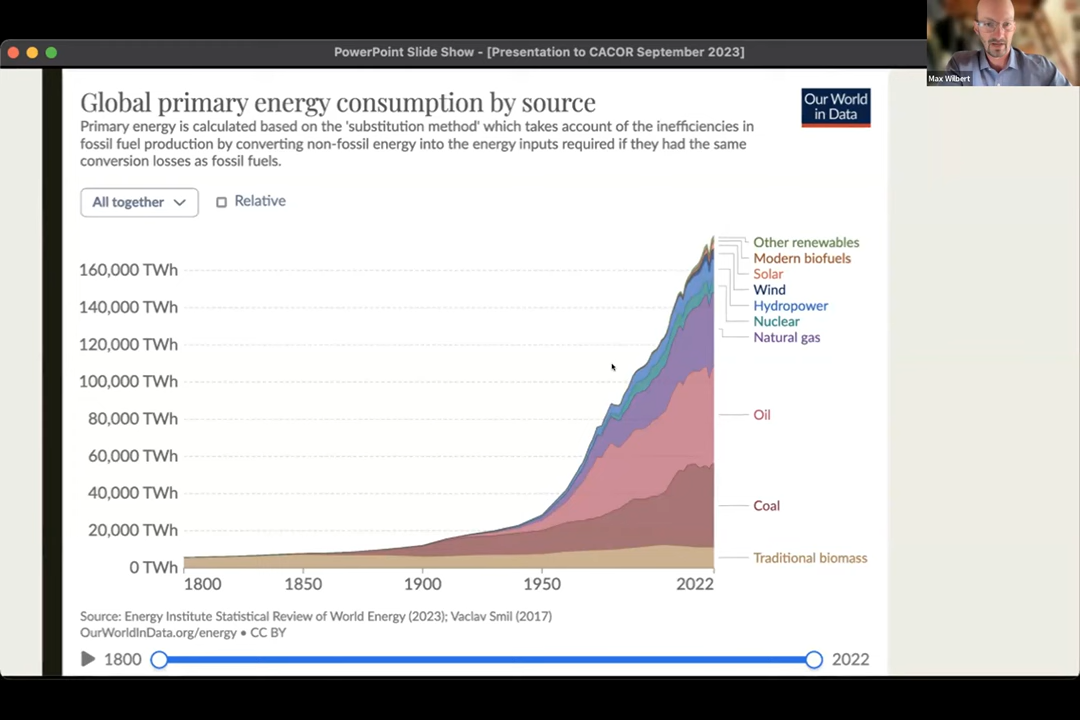 PowerPoint Slide Show - [Presentation to CACOR September 2023]
Max Wilbert
Global primary energy consumption by source
Our World
in Data
Primary energy is calculated based on the 'substitution method' which takes account of the inefficiencies in
fossil fuel production by converting non-fossil energy into the energy inputs required if they had the same
conversion losses as fossil fuels.
All together
Relative
160,000 TWh
140,000 TWh
120,000 TWh
100,000 TWh
80,000 TWh
60,000 TWh
40,000 TWh
20,000 TWh
0 TWh
Other renewables
Modern biofuels
Solar
Wind
Hydropower
Nuclear
Natural gas
Oil
Coal
Traditional biomass
1800
1850
1900
1950
2022
Source: Energy Institute Statistical Review of World Energy (2023); Vaclav Smil (2017)
OurWorldInData.org/energy • CC BY
1800
2022